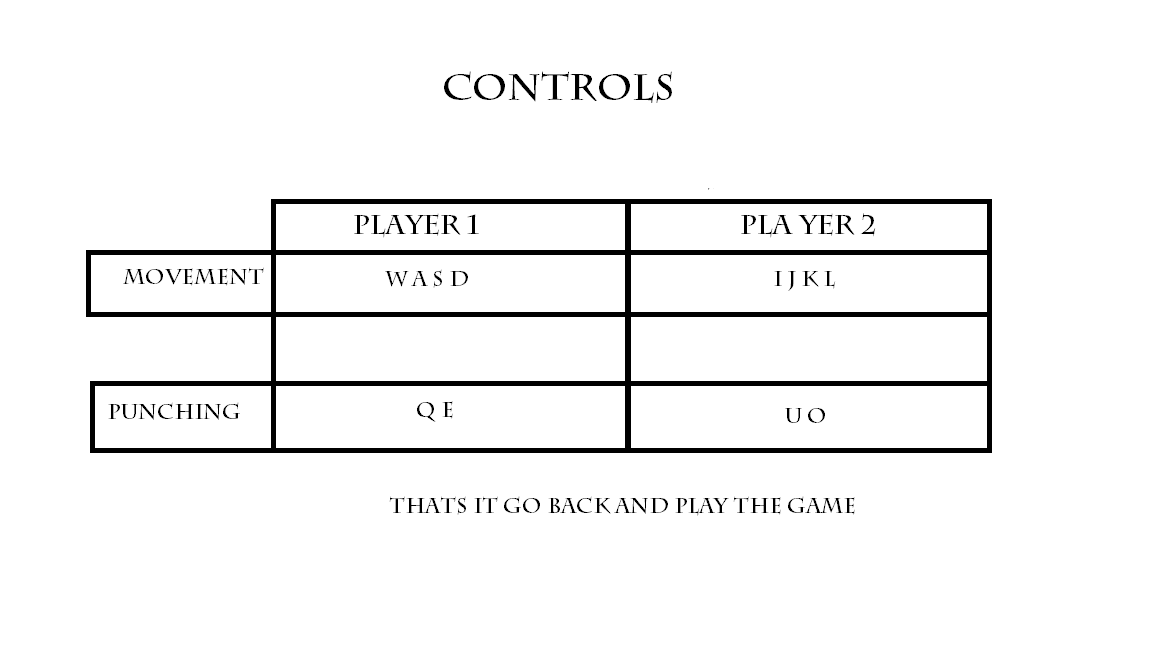 CONTROLS
PLAYER 1 PLA YER 2
MOVEMENT W A S D I J K L
PUNCHING Q E U O
THATS IT GO BACK AND PLAY THE GAME